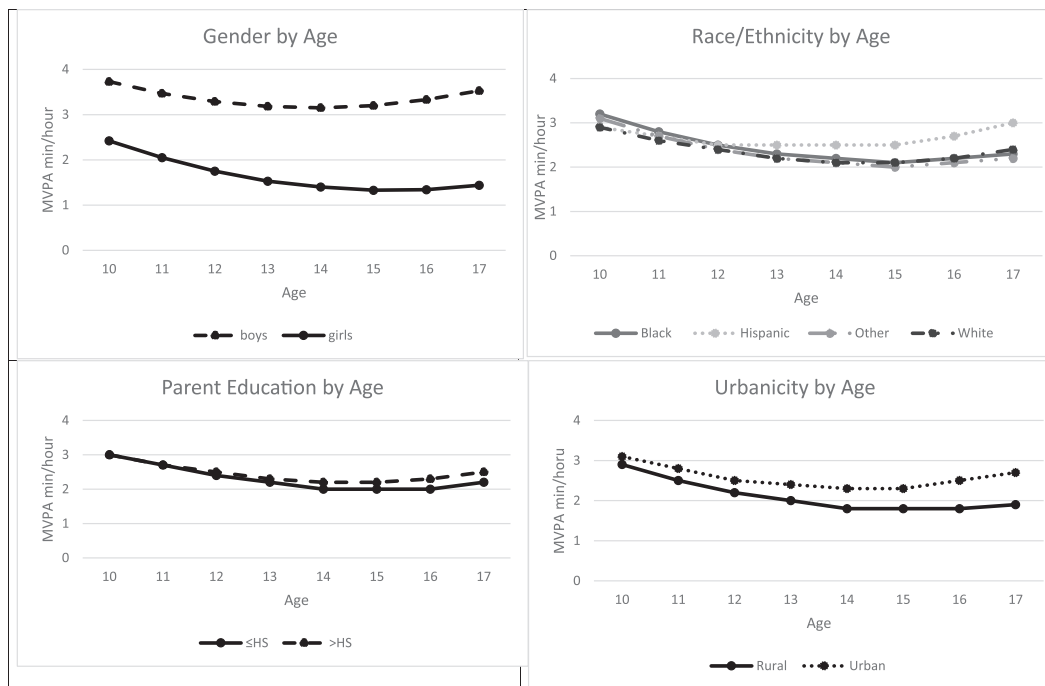 Gender by Age
4
3
2
1
0
MVPA min/hour
10 11 12 13 14 15 16 17
Age
boys girls
Race/Ethnicity by Age
4
3
2
1
0
MVPA min/hour
10 11 12 13 14 15 16 17
Age
Black Hispanic Other White
Parent Education by Age
4
3
2
1
0
MVPA min/hour
10 11 12 13 14 15 16 17
Age
≤HS >HS
Urbanicity by Age
4
3
2
1
0
MVPA min/horu
10 11 12 13 14 15 16 17
Age
Rural Urban